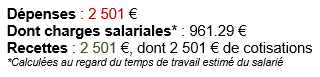 Dépenses : 2 501 €
Dont charges salariales* : 961.29 €
Recettes : 2 501 €, dont 2 501 € de cotisations
*Calculées au regard du temps de travail estimé du salarié